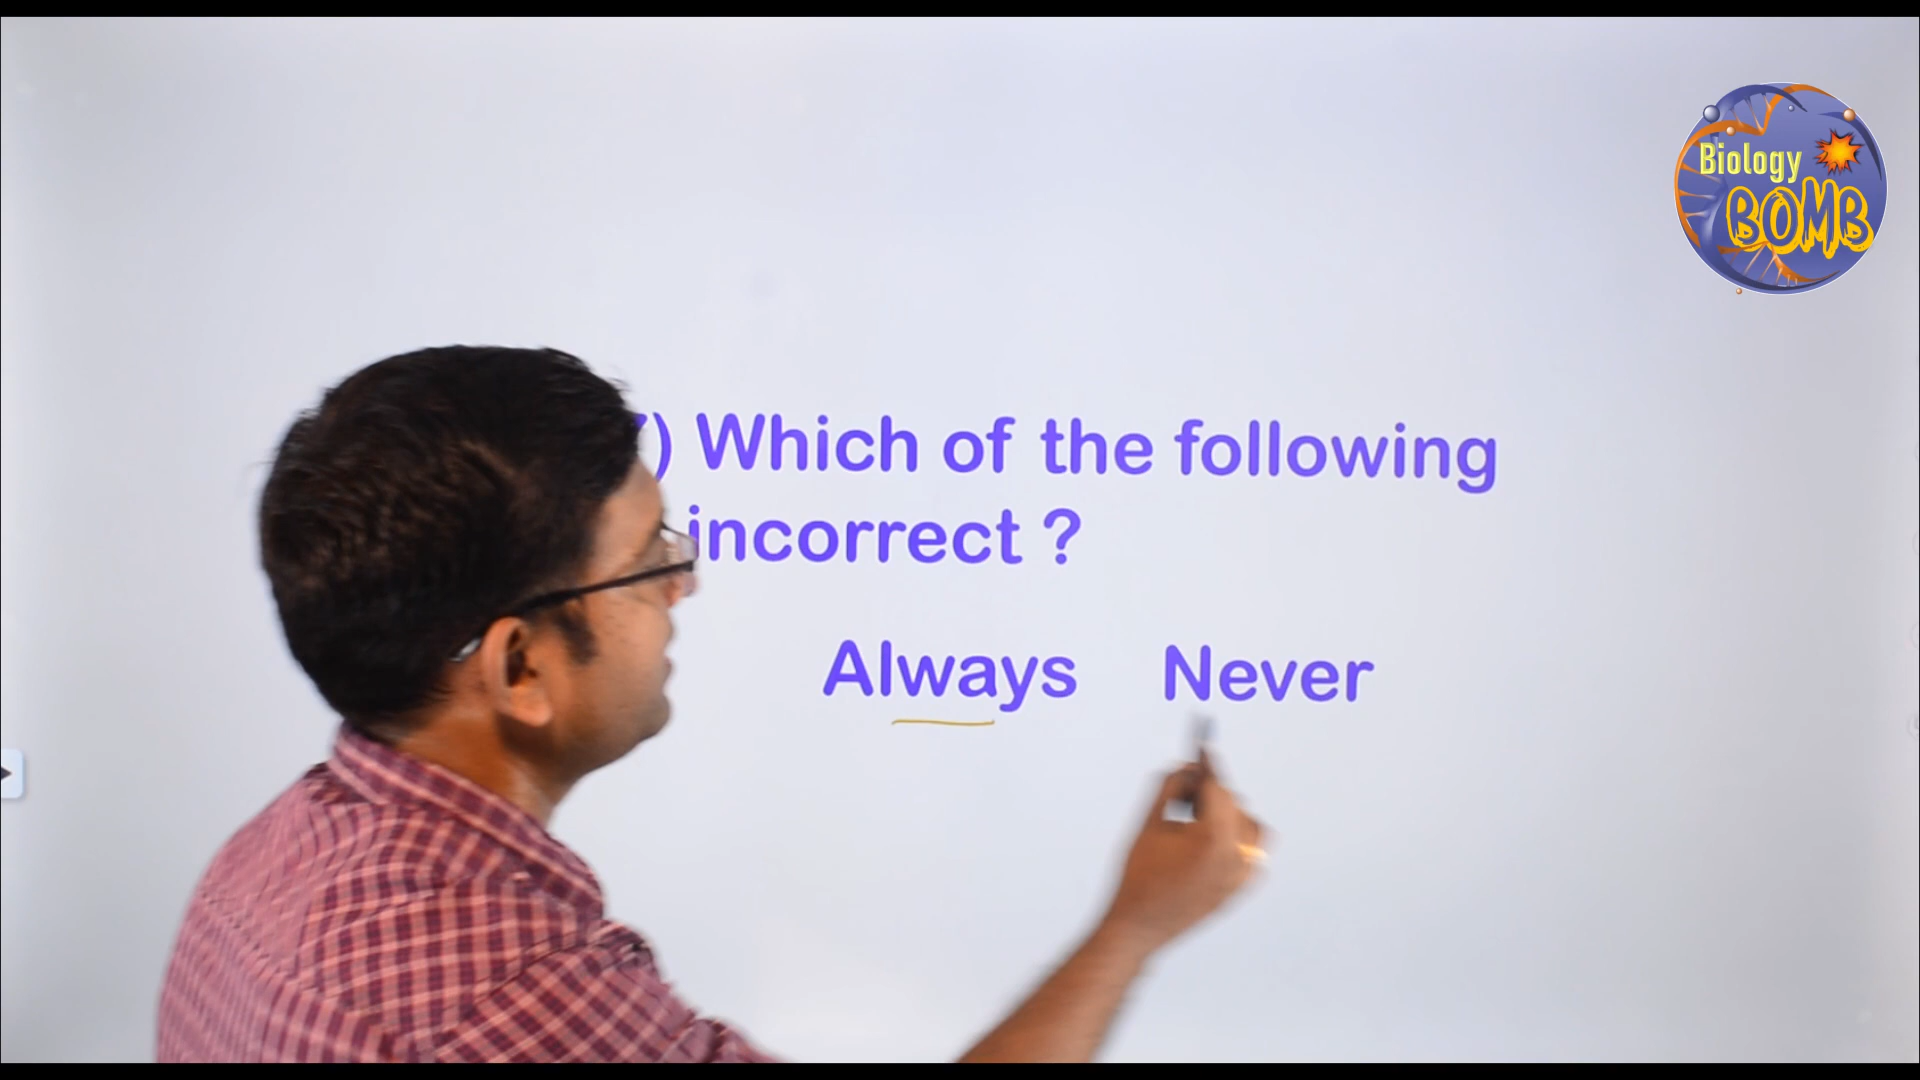 Biology
BOMB
) Which of the following
incorrect ?
Always Never